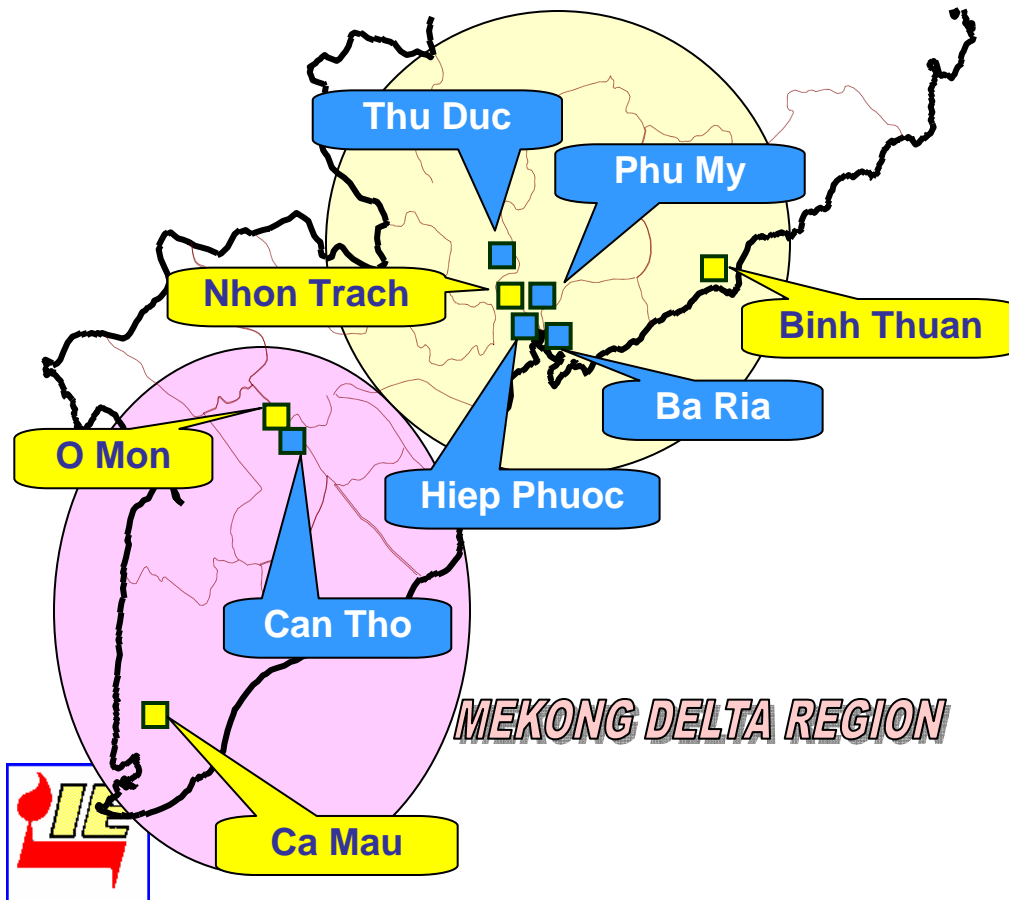 Thu Duc
Phu My
Nhon Trach
Binh Thuan
Ba Ria
O Mon
Hiep Phuoc
Can Tho
MEKONG DELTA REGION
IE
Ca Mau